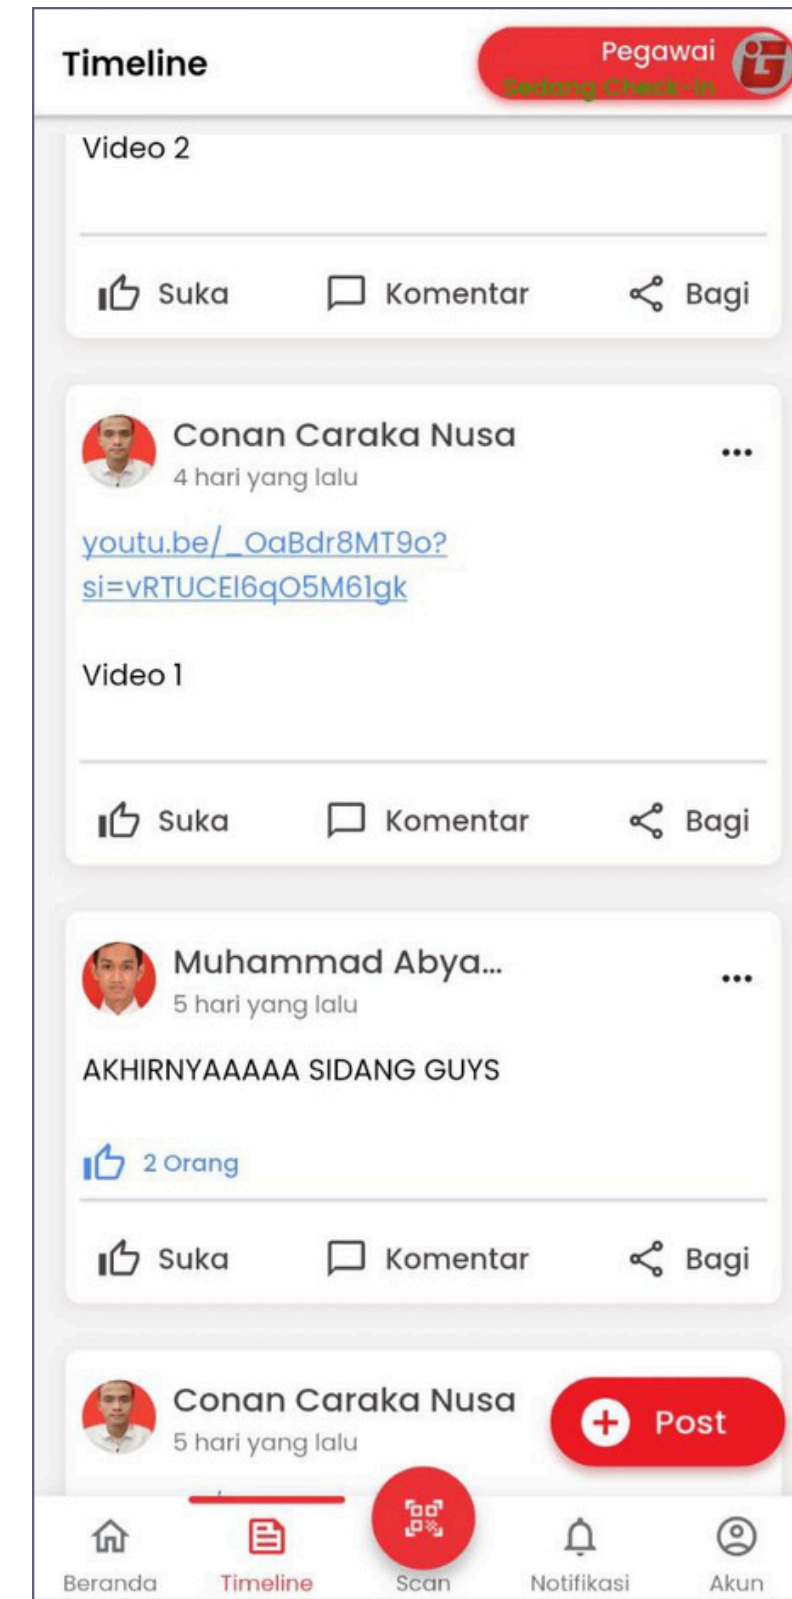 Timeline
Pegawai
Sedang Check-in
Video 2
Suka Komentar Bagi
Conan Caraka Nusa
4 hari yang lalu
youtu.be/_OaBdr8MT9o?
si=vRTUCEl6qO5M61gk
Video 1
Suka Komentar Bagi
Muhammad Abya...
5 hari yang lalu
AKHIRNYAAAAA SIDANG GUYS
2 Orang
Suka Komentar Bagi
Conan Caraka Nusa
5 hari yang lalu
Post
Beranda Timeline Scan Notifikasi Akun